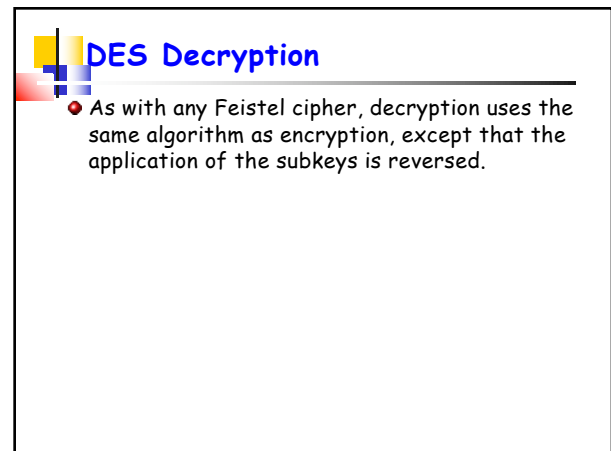 DES Decryption
As with any Feistel cipher, decryption uses the
same algorithm as encryption, except that the
application of the subkeys is reversed.